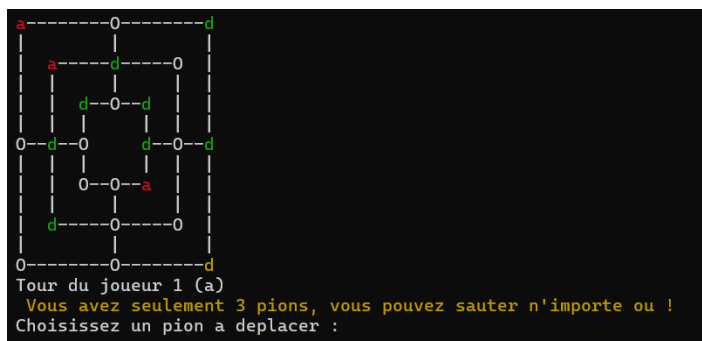 a---------O---------d
|         |         |
|  a------d------O  |
|  |      |      |  |
|  |  d--O--d  |  |
|  |  |     |  |  |
O--d--O     d--O--d
|  |  |     |  |  |
|  |  O--O--a  |  |
|  |      |      |  |
|  d------O------O  |
|         |         |
O---------O---------d
Tour du joueur 1 (a)
Vous avez seulement 3 pions, vous pouvez sauter n'importe ou !
Choisissez un pion a deplacer :